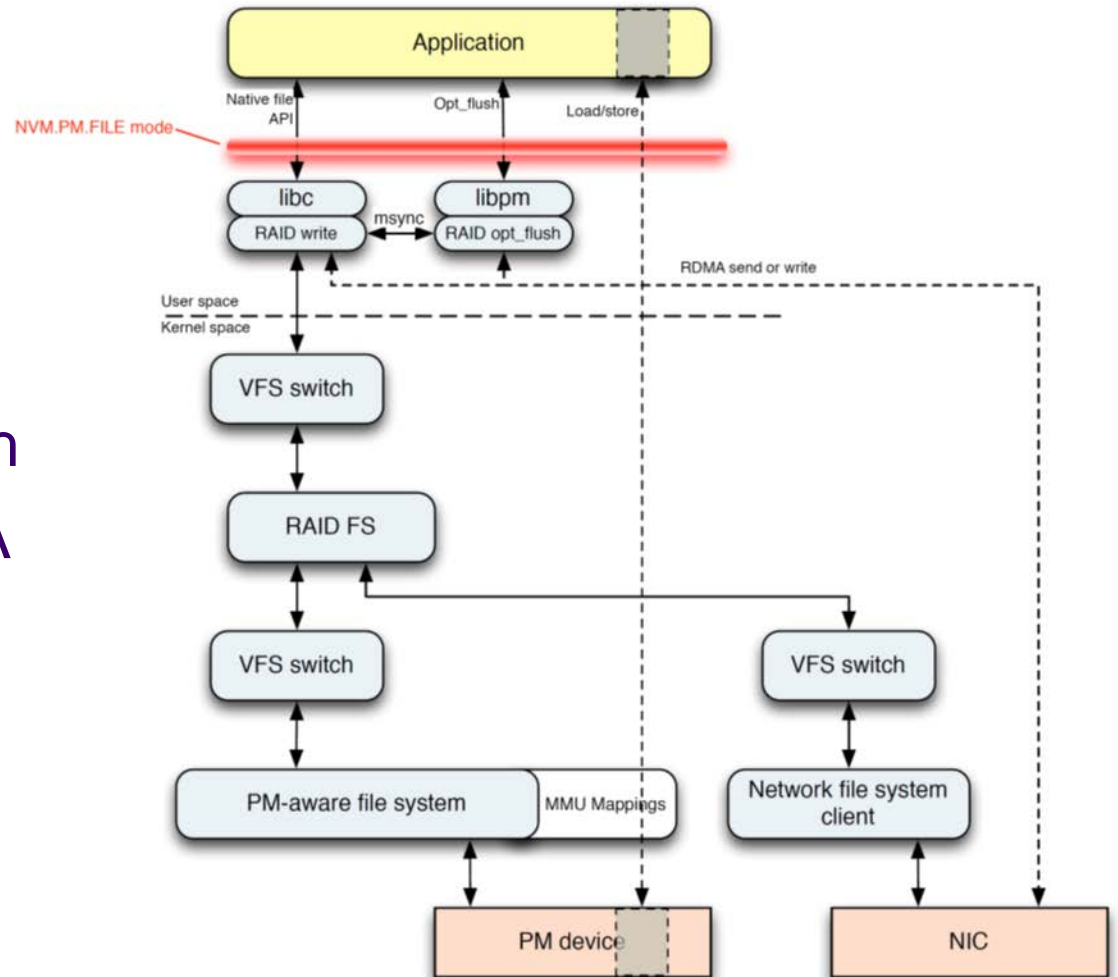 Application
Native file
API
Opt_flush
Load/store
NVM.PM.FILE mode
libc
libpm
msync
RAID write
RAID opt_flush
RDMA send or write
User space
Kernel space
VFS switch
RAID FS
VFS switch
VFS switch
PM-aware file system
MMU Mappings
Network file system
client
PM device
NIC